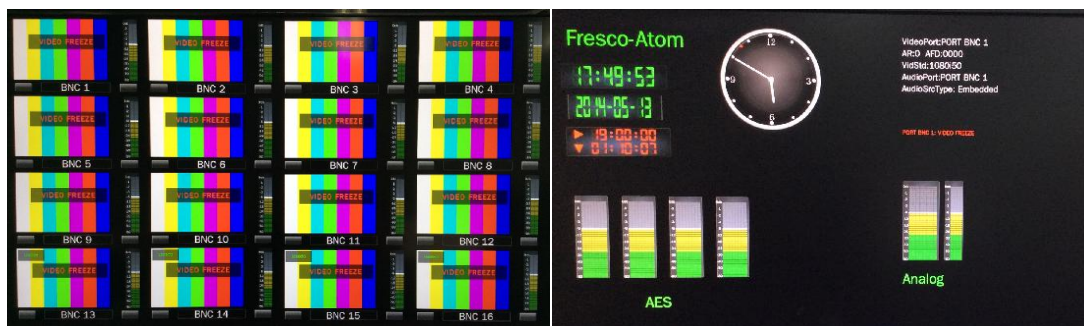 VIDEO FREEZE
VIDEO FREEZE
VIDEO FREEZE
VIDEO FREEZE
BNC 1
BNC 2
BNC 3
BNC 4
VIDEO FREEZE
VIDEO FREEZE
VIDEO FREEZE
VIDEO FREEZE
BNC 5
BNC 6
BNC 7
BNC 8
VIDEO FREEZE
VIDEO FREEZE
VIDEO FREEZE
VIDEO FREEZE
BNC 9
BNC 10
BNC 11
BNC 12
VIDEO FREEZE
VIDEO FREEZE
VIDEO FREEZE
VIDEO FREEZE
BNC 13
BNC 14
BNC 15
BNC 16
Fresco-Atom
17:49:53
2014-05-13
19:00:00
01:10:07
12
3
6
9
VideoPort:PORT BNC 1
AR:0 AFD:0000
VidStd:1080i50
AudioPort:PORT BNC 1
AudioSrcType: Embedded
PORT BNC 1: VIDEO FREEZE
AES
Analog